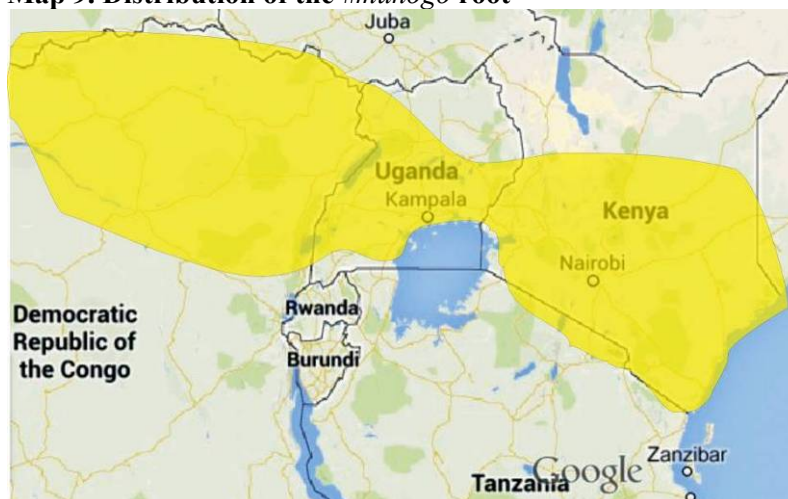 Map 9. Distribution of the root
Juba
Uganda
Kampala
Kenya
Nairobi
Rwanda
Democratic
Republic of
the Congo
Burundi
Zanzibar
Tanzania
Google